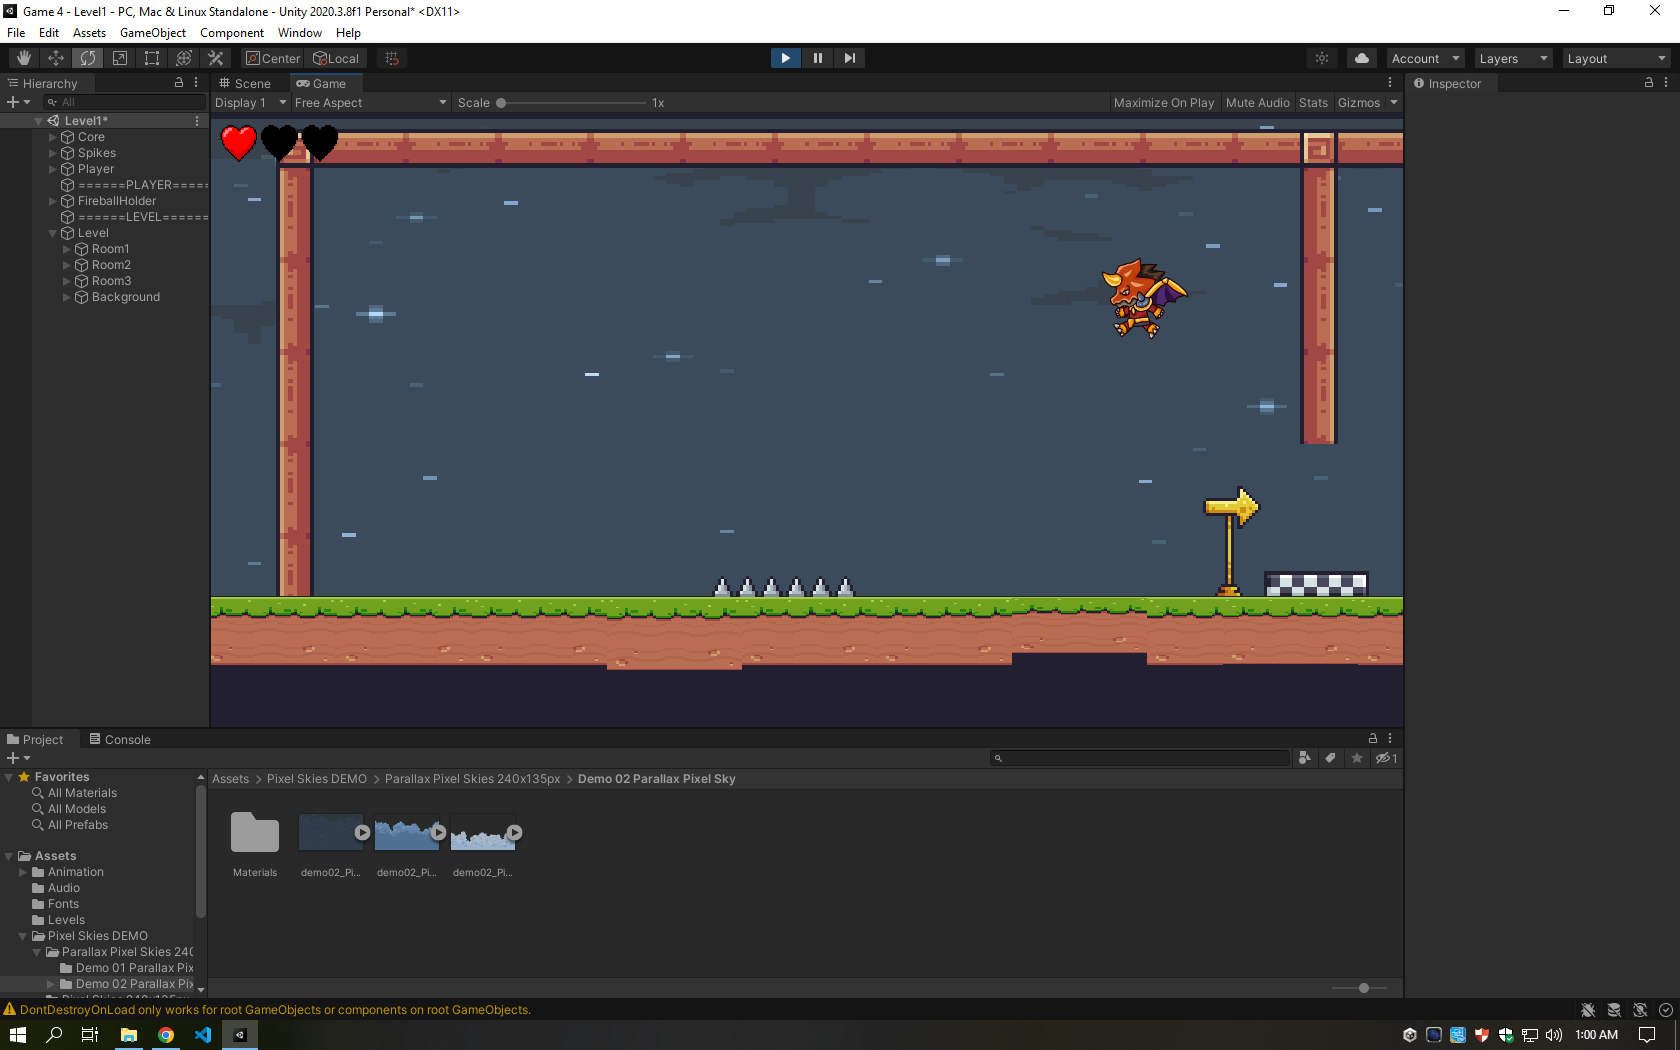 Game 4 - Level1 - PC, Mac & Linux Standalone - Unity 2020.3.8f1 Personal* <DX11>
File Edit Assets GameObject Component Window Help
Center Local Account Layers Layout
Hierarchy Scene Game Inspector
All Display 1 Free Aspect Scale 1x Maximize On Play Mute Audio Stats Gizmos
Level1*
Core
Spikes
Player
======PLAYER=====
FireballHolder
======LEVEL======
Level
Room1
Room2
Room3
Background
Project Console
1
Favorites
All Materials
All Models
All Prefabs
Assets
Animation
Audio
Fonts
Levels
Pixel Skies DEMO
Parallax Pixel Skies 240
Demo 01 Parallax Pix
Demo 02 Parallax Pix
Assets > Pixel Skies DEMO > Parallax Pixel Skies 240x135px > Demo 02 Parallax Pixel Sky
Materials demo02_Pi... demo02_Pi... demo02_Pi...
DontDestroyOnLoad only works for root GameObjects or components on root GameObjects.
1:00 AM